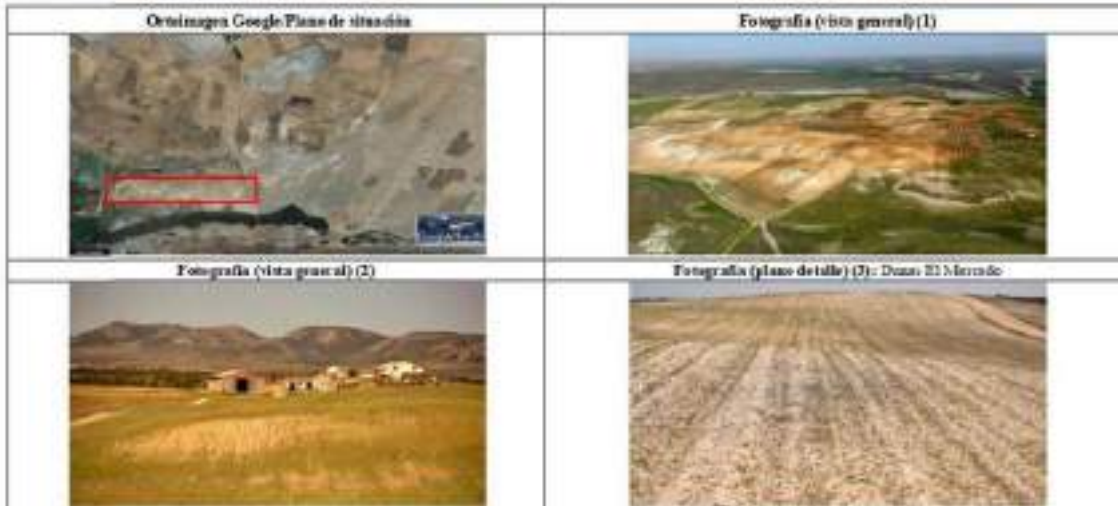 Ortoimagen Google/Plano de situación
Fotografía (vista general) (1)
Fotografía (vista general) (2)
Fotografía (plano detalle) (3): Dunas El Mercado